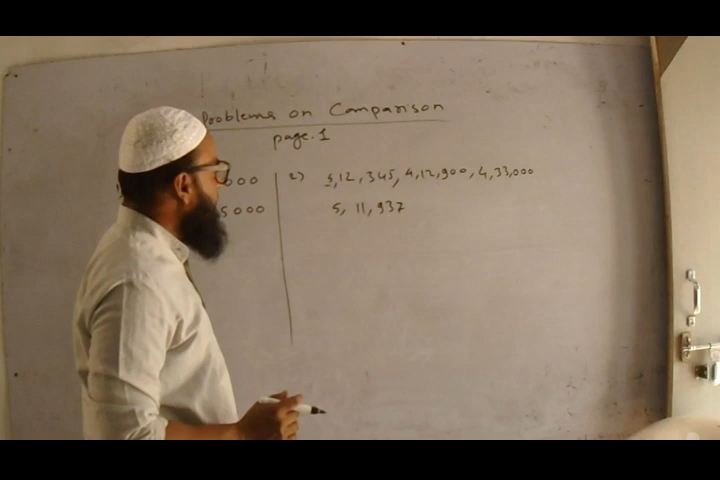 Problems on Comparison
page. 1
000
5000
2) 5,12,345, 4,12,900, 4,33,000
5, 11, 937